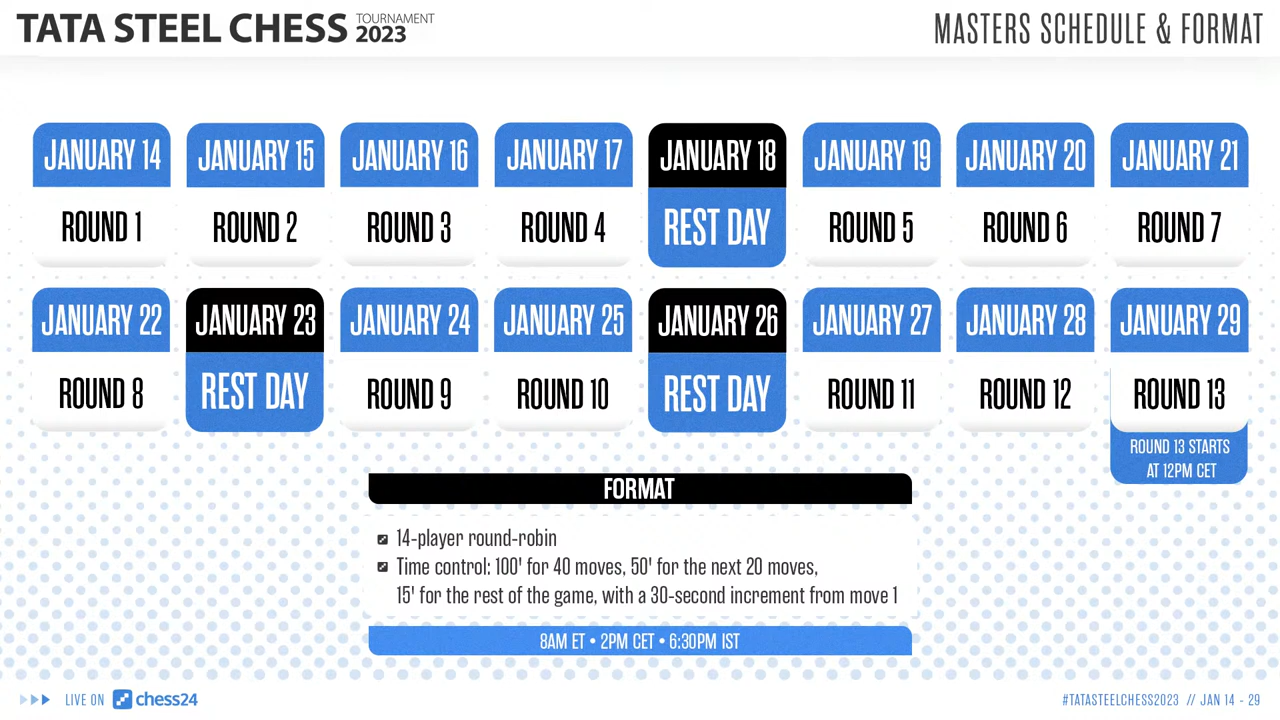 TATA STEEL CHESS TOURNAMENT 2023
MASTERS SCHEDULE & FORMAT
JANUARY 14
ROUND 1
JANUARY 15
ROUND 2
JANUARY 16
ROUND 3
JANUARY 17
ROUND 4
JANUARY 18
REST DAY
JANUARY 19
ROUND 5
JANUARY 20
ROUND 6
JANUARY 21
ROUND 7
JANUARY 22
ROUND 8
JANUARY 23
REST DAY
JANUARY 24
ROUND 9
JANUARY 25
ROUND 10
JANUARY 26
REST DAY
JANUARY 27
ROUND 11
JANUARY 28
ROUND 12
JANUARY 29
ROUND 13
ROUND 13 STARTS
AT 12PM CET
FORMAT
14-player round-robin
Time control: 100' for 40 moves, 50' for the next 20 moves,
15' for the rest of the game, with a 30-second increment from move 1
8AM ET • 2PM CET • 6:30PM IST
LIVE ON chess24
#TATASTEELCHESS2023 // JAN 14 - 29